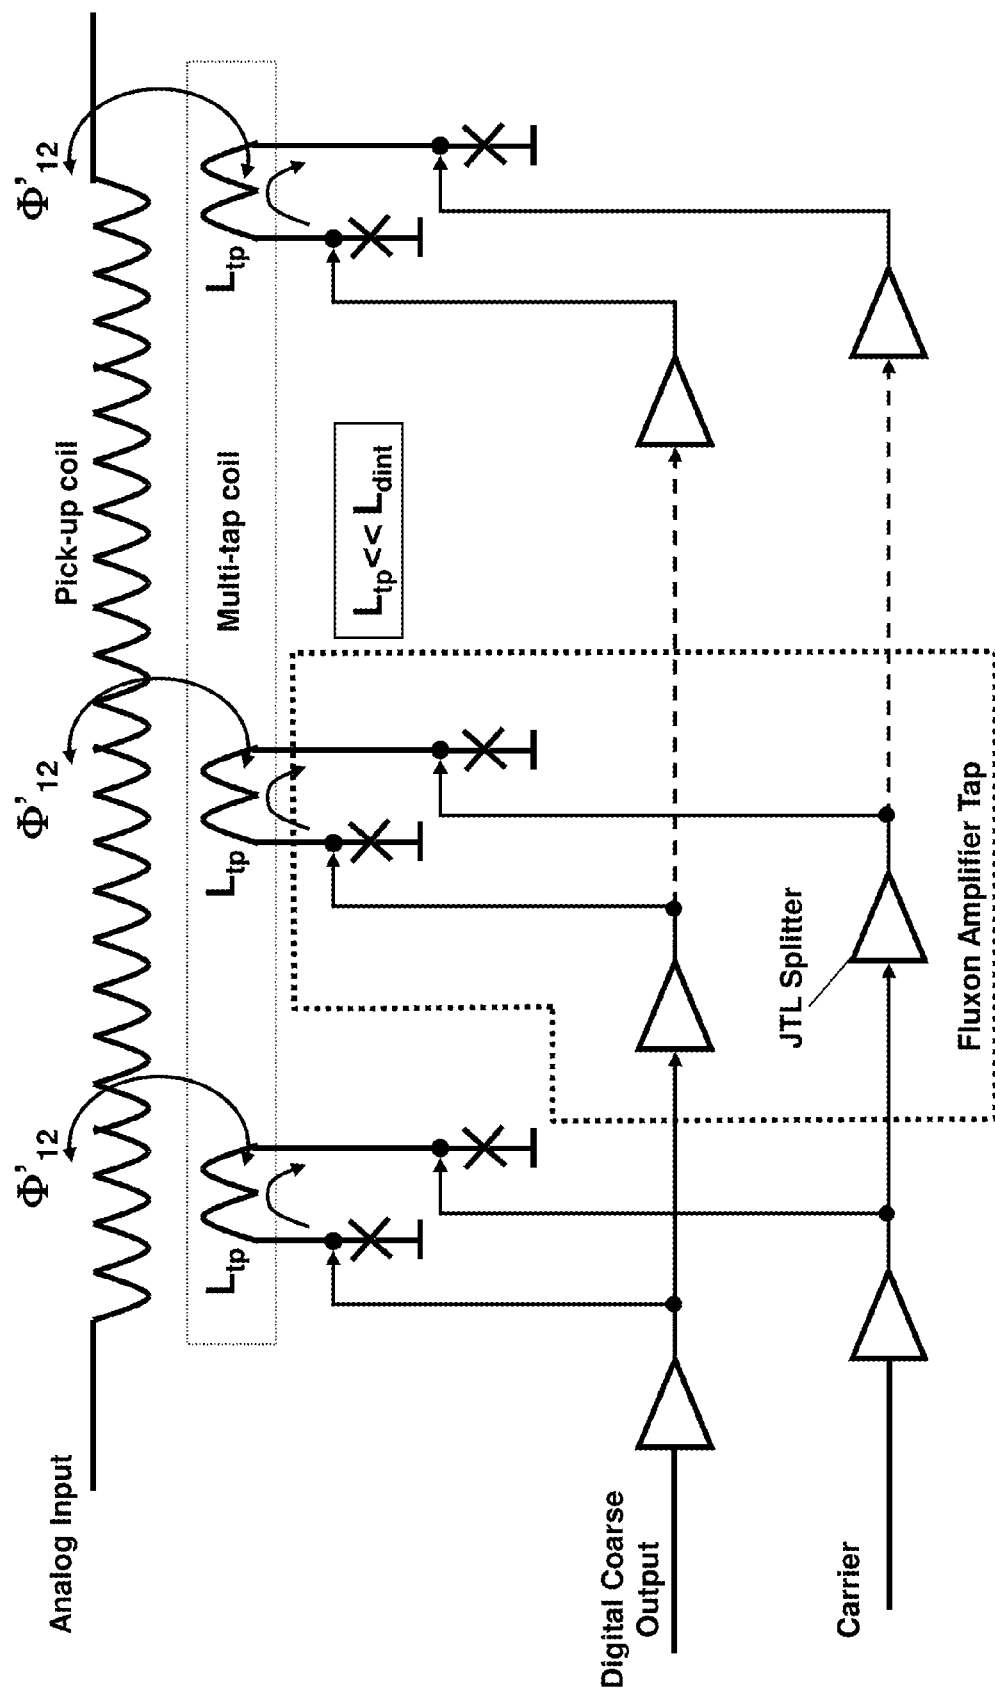 Analog Input
Pick-up coil
Φ'12
Φ'12
Φ'12
Multi-tap coil
Ltp
Ltp
Ltp
Ltp<< Ldint
Digital Coarse
Output
JTL Splitter
Carrier
Fluxon Amplifier Tap